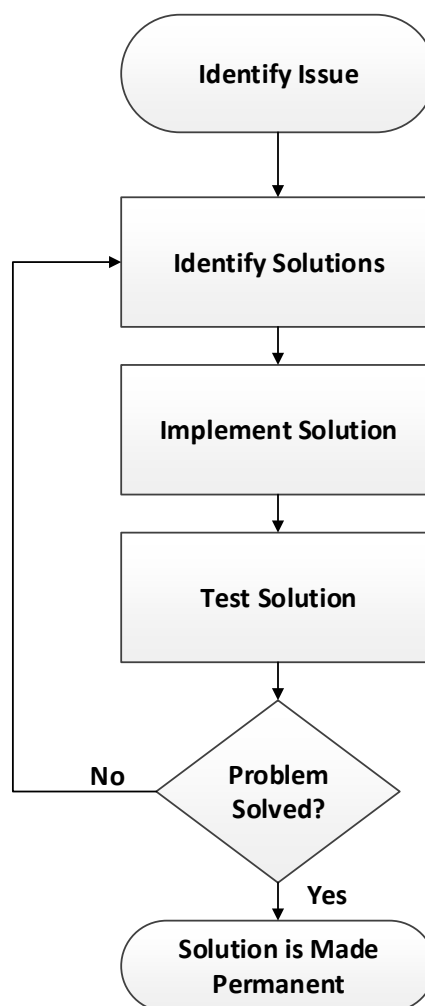 Identify Issue
Identify Solutions
Implement Solution
Test Solution
Problem
Solved?
No
Yes
Solution is Made
Permanent